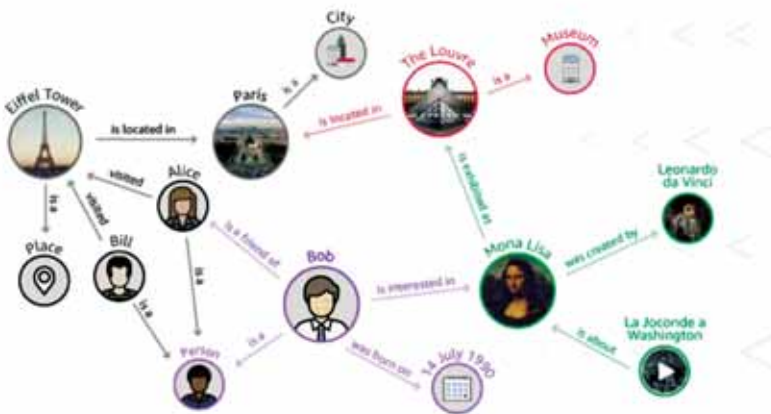 City
The Louvre
Museum
is a
is a
Eiffel Tower
Paris
is located in
is located in
Alice
visited
visited
is exhibited at
Leonardo
da Vinci
is a
is a friend of
was created by
Place
Bill
Bob
is interested in
Mona Lisa
is a
is a
La Joconde a
Washington
is about
Person
is a
was born on
14 July 1990